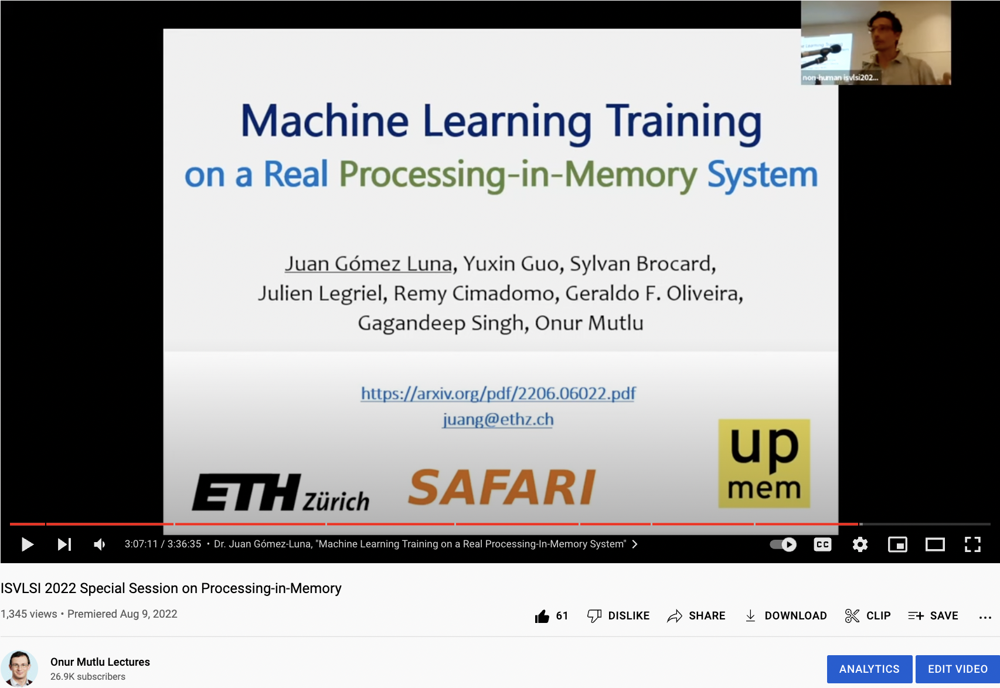 Machine Learning Training
on a Real Processing-in-Memory System
Juan Gómez Luna, Yuxin Guo, Sylvan Brocard,
Julien Legriel, Remy Cimadomo, Geraldo F. Oliveira,
Gagandeep Singh, Onur Mutlu
https://arxiv.org/pdf/2206.06022.pdf
juang@ethz.ch
ETH Zürich
SAFARI
up
mem
non-human isvlsi202...
3:07:11 / 3:36:35 • Dr. Juan Gómez-Luna, "Machine Learning Training on a Real Processing-In-Memory System"
CC
ISVLSI 2022 Special Session on Processing-in-Memory
1,345 views • Premiered Aug 9, 2022
61 DISLIKE SHARE DOWNLOAD CLIP SAVE ...
Onur Mutlu Lectures
26.9K subscribers
ANALYTICS EDIT VIDEO